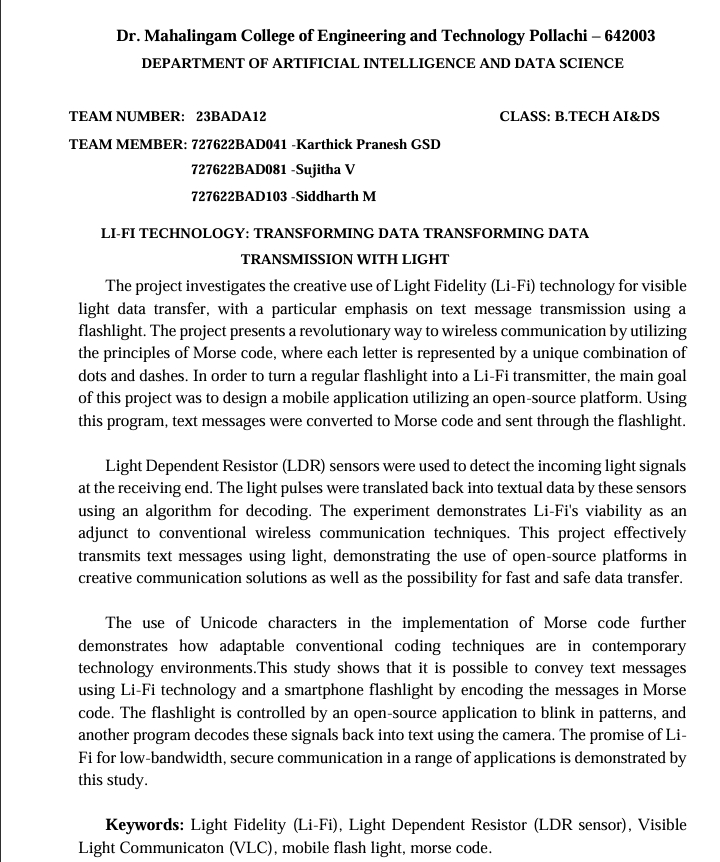 Dr. Mahalingam College of Engineering and Technology Pollachi – 642003
DEPARTMENT OF ARTIFICIAL INTELLIGENCE AND DATA SCIENCE
TEAM NUMBER: 23BADA12 CLASS: B.TECH AI&DS
TEAM MEMBER: 727622BAD041 -Karthick Pranesh GSD
727622BAD081 -Sujitha V
727622BAD103 -Siddharth M
LI-FI TECHNOLOGY: TRANSFORMING DATA TRANSFORMING DATA
TRANSMISSION WITH LIGHT
The project investigates the creative use of Light Fidelity (Li-Fi) technology for visible
light data transfer, with a particular emphasis on text message transmission using a
flashlight. The project presents a revolutionary way to wireless communication by utilizing
the principles of Morse code, where each letter is represented by a unique combination of
dots and dashes. In order to turn a regular flashlight into a Li-Fi transmitter, the main goal
of this project was to design a mobile application utilizing an open-source platform. Using
this program, text messages were converted to Morse code and sent through the flashlight.
Light Dependent Resistor (LDR) sensors were used to detect the incoming light signals
at the receiving end. The light pulses were translated back into textual data by these sensors
using an algorithm for decoding. The experiment demonstrates Li-Fi's viability as an
adjunct to conventional wireless communication techniques. This project effectively
transmits text messages using light, demonstrating the use of open-source platforms in
creative communication solutions as well as the possibility for fast and safe data transfer.
The use of Unicode characters in the implementation of Morse code further
demonstrates how adaptable conventional coding techniques are in contemporary
technology environments.This study shows that it is possible to convey text messages
using Li-Fi technology and a smartphone flashlight by encoding the messages in Morse
code. The flashlight is controlled by an open-source application to blink in patterns, and
another program decodes these signals back into text using the camera. The promise of Li-
Fi for low-bandwidth, secure communication in a range of applications is demonstrated by
this study.
Keywords: Light Fidelity (Li-Fi), Light Dependent Resistor (LDR sensor), Visible
Light Communicaton (VLC), mobile flash light, morse code.